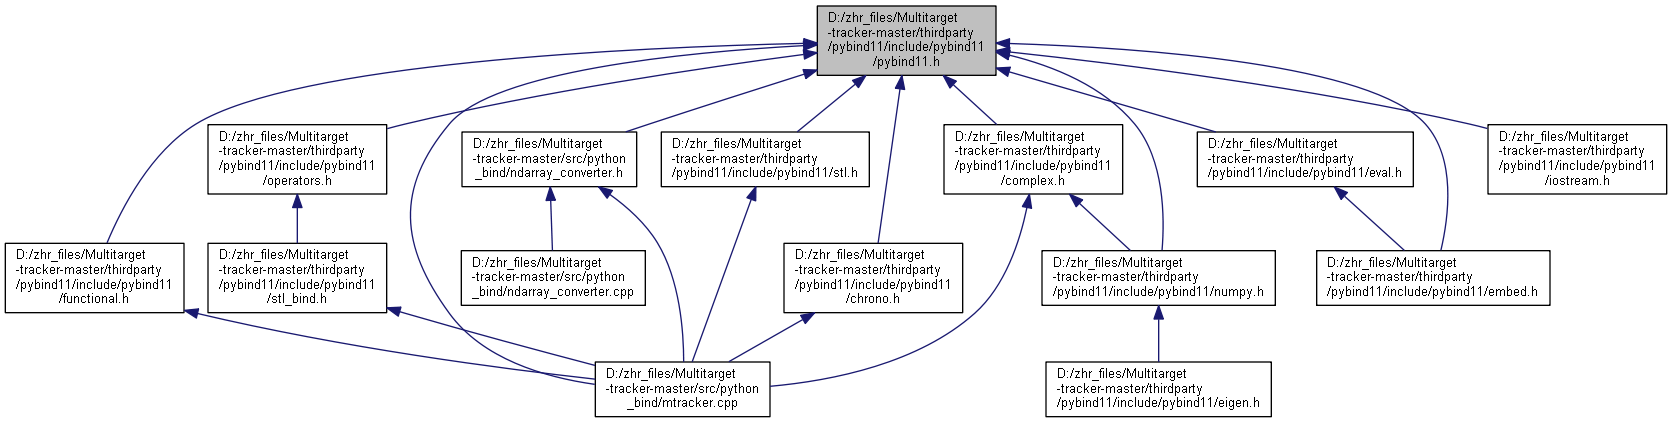 D:/zhr_files/Multitarget
-tracker-master/thirdparty
/pybind11/include/pybind11
/pybind11.h
D:/zhr_files/Multitarget
-tracker-master/thirdparty
/pybind11/include/pybind11
/operators.h
D:/zhr_files/Multitarget
-tracker-master/src/python
_bind/ndarray_converter.h
D:/zhr_files/Multitarget
-tracker-master/thirdparty
/pybind11/include/pybind11/stl.h
D:/zhr_files/Multitarget
-tracker-master/thirdparty
/pybind11/include/pybind11
/complex.h
D:/zhr_files/Multitarget
-tracker-master/thirdparty
/pybind11/include/pybind11/eval.h
D:/zhr_files/Multitarget
-tracker-master/thirdparty
/pybind11/include/pybind11
/iostream.h
D:/zhr_files/Multitarget
-tracker-master/thirdparty
/pybind11/include/pybind11
/functional.h
D:/zhr_files/Multitarget
-tracker-master/thirdparty
/pybind11/include/pybind11
/stl_bind.h
D:/zhr_files/Multitarget
-tracker-master/src/python
_bind/ndarray_converter.cpp
D:/zhr_files/Multitarget
-tracker-master/thirdparty
/pybind11/include/pybind11
/chrono.h
D:/zhr_files/Multitarget
-tracker-master/thirdparty
/pybind11/include/pybind11/numpy.h
D:/zhr_files/Multitarget
-tracker-master/thirdparty
/pybind11/include/pybind11/embed.h
D:/zhr_files/Multitarget
-tracker-master/src/python
_bind/mtracker.cpp
D:/zhr_files/Multitarget
-tracker-master/thirdparty
/pybind11/include/pybind11/eigen.h